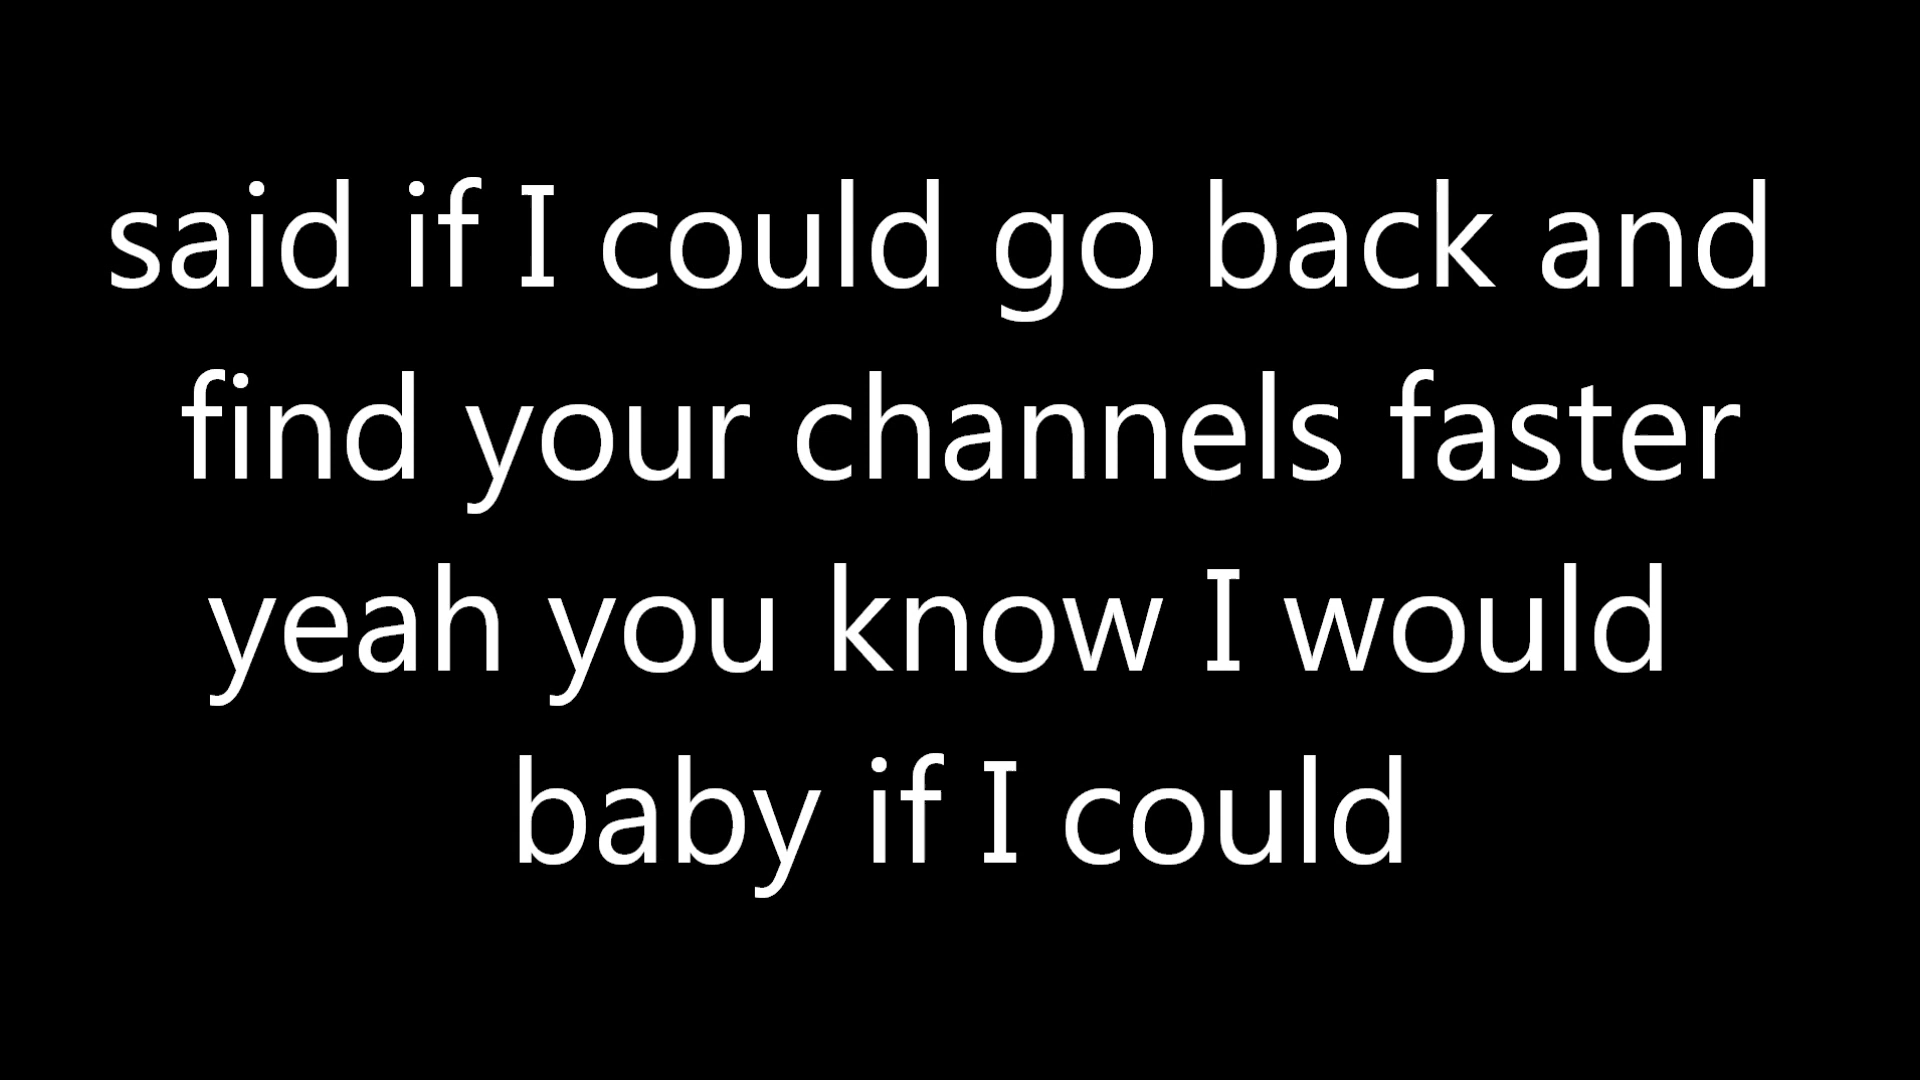 said if I could go back and
find your channels faster
yeah you know I would
baby if I could